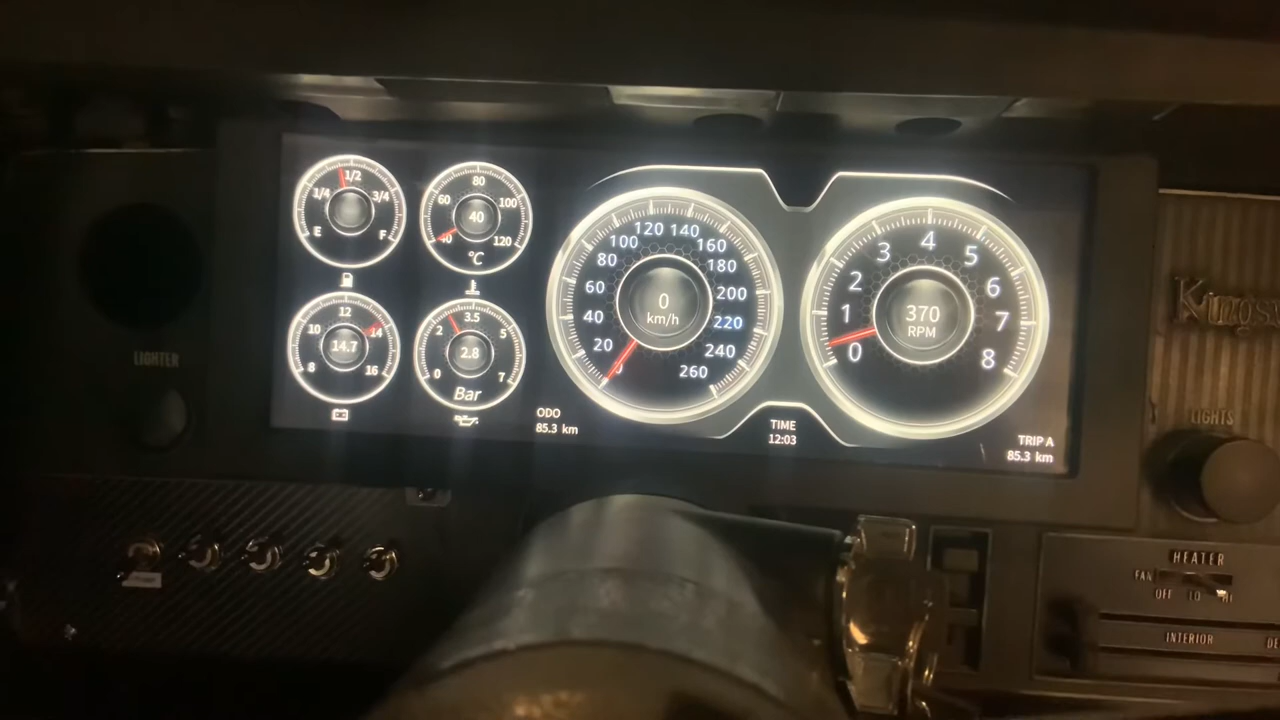 1/2
1/4
3/4
E
F
80
60
100
40
40
120
°C
12
10
14
14.7
8
16
3.5
2
5
2.8
0
7
Bar
120
140
100
160
80
180
60
200
40
220
20
240
260
0
km/h
4
3
5
2
6
1
7
0
8
370
RPM
ODO
85.3 km
TIME
12:03
TRIP A
85.3 km
LIGHTER
LIGHTS
HEATER
FAN
OFF LO HI
INTERIOR